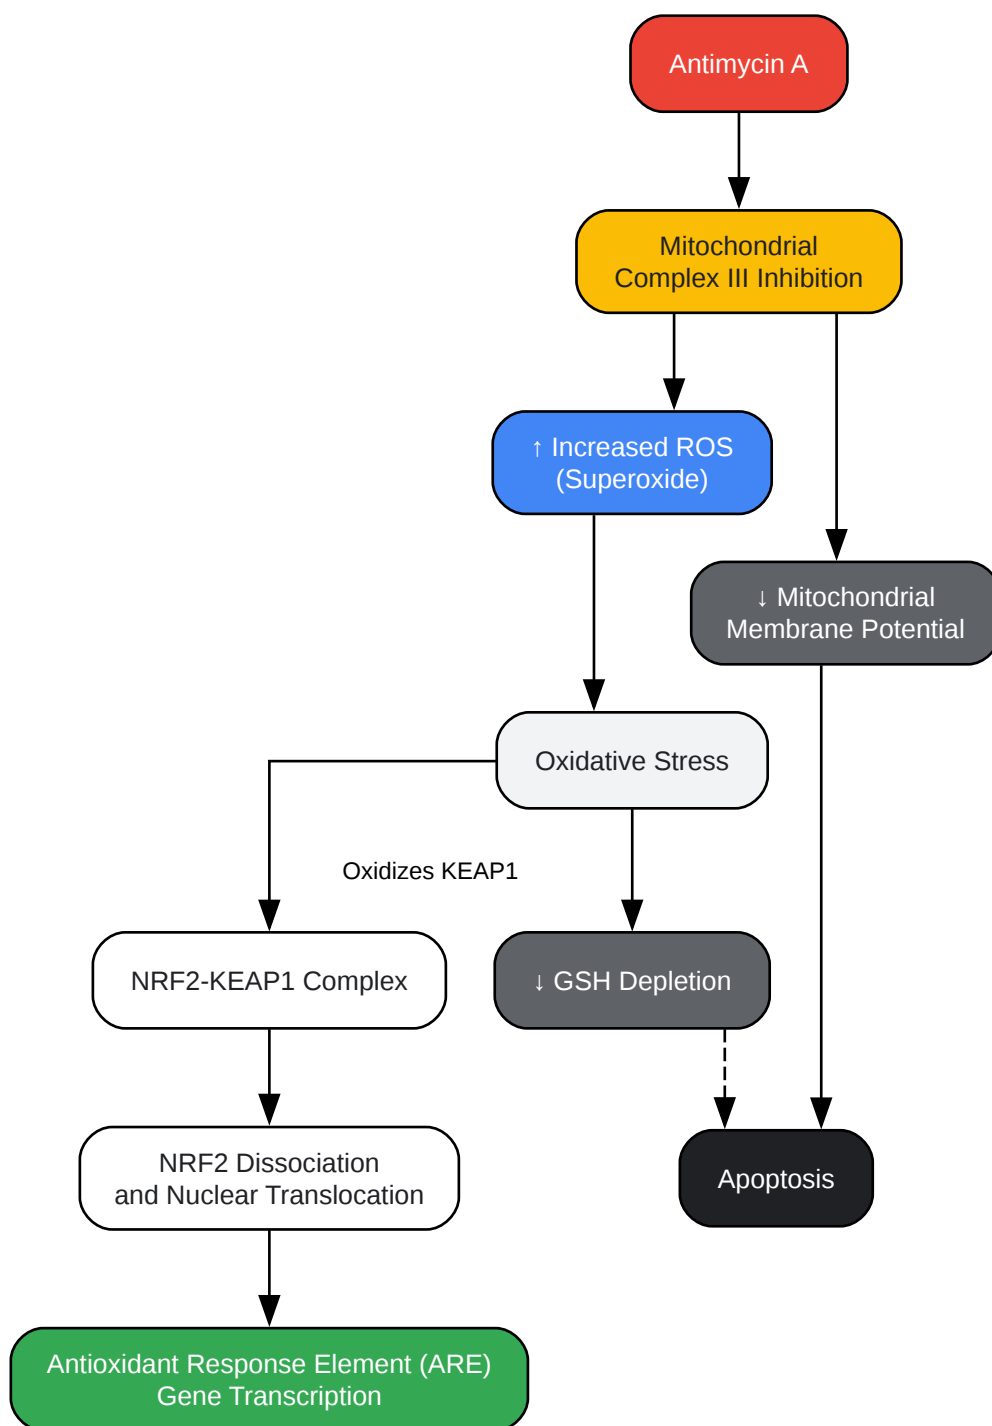 Antimycin A
Mitochondrial
Complex III Inhibition
↑ Increased ROS
(Superoxide)
↓ Mitochondrial
Membrane Potential
Oxidative Stress
Oxidizes KEAP1
NRF2-KEAP1 Complex
↓ GSH Depletion
NRF2 Dissociation
and Nuclear Translocation
Apoptosis
Antioxidant Response Element (ARE)
Gene Transcription